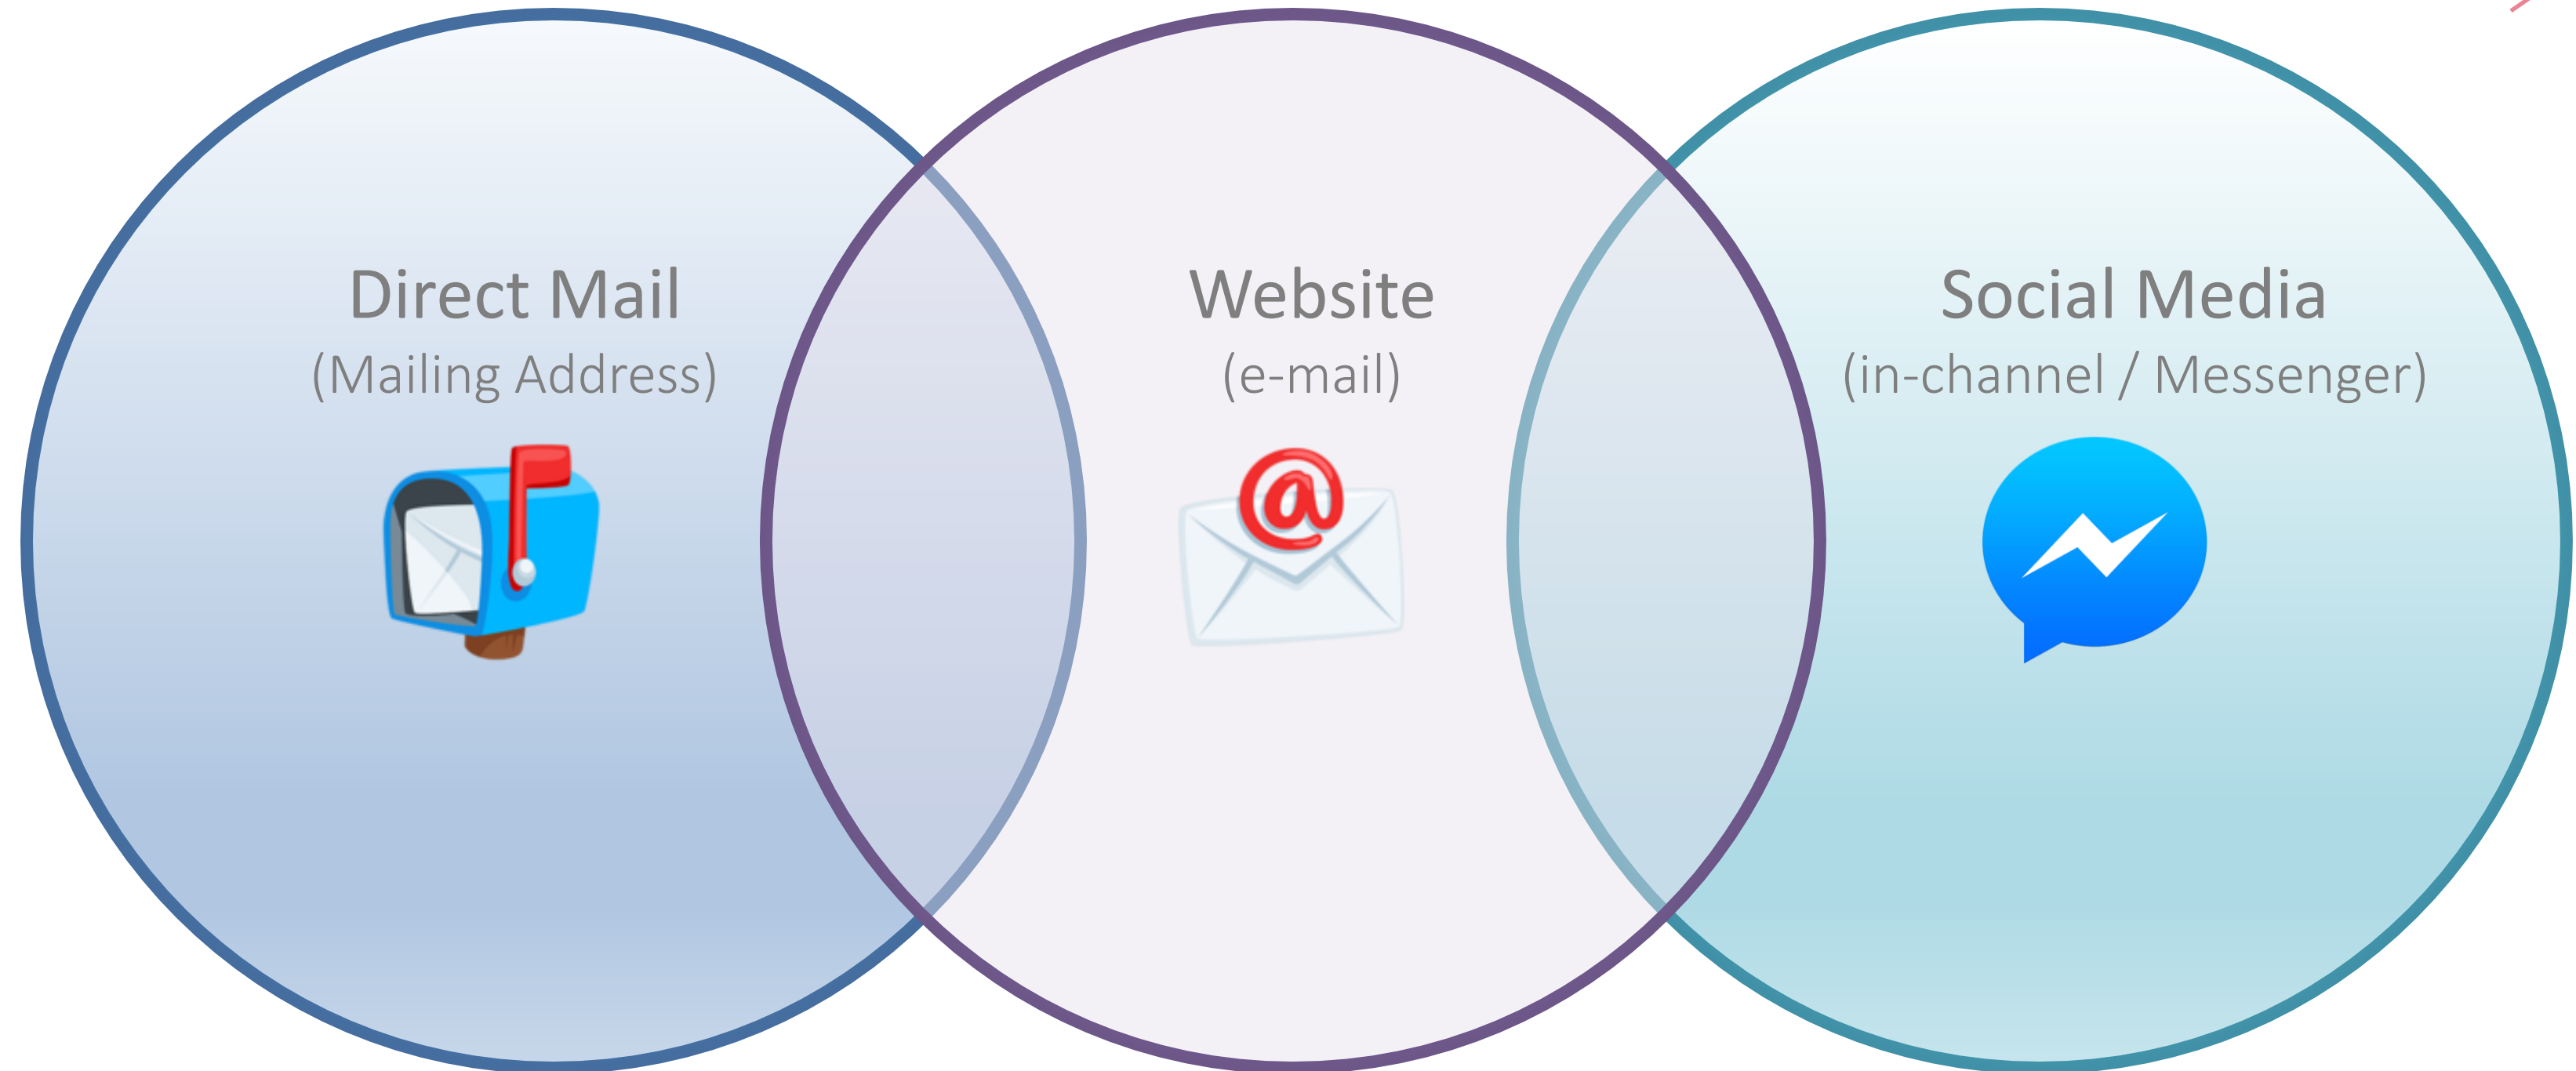 Direct Mail
(Mailing Address)
Website
(e-mail)
@
Social Media
(in-channel / Messenger)